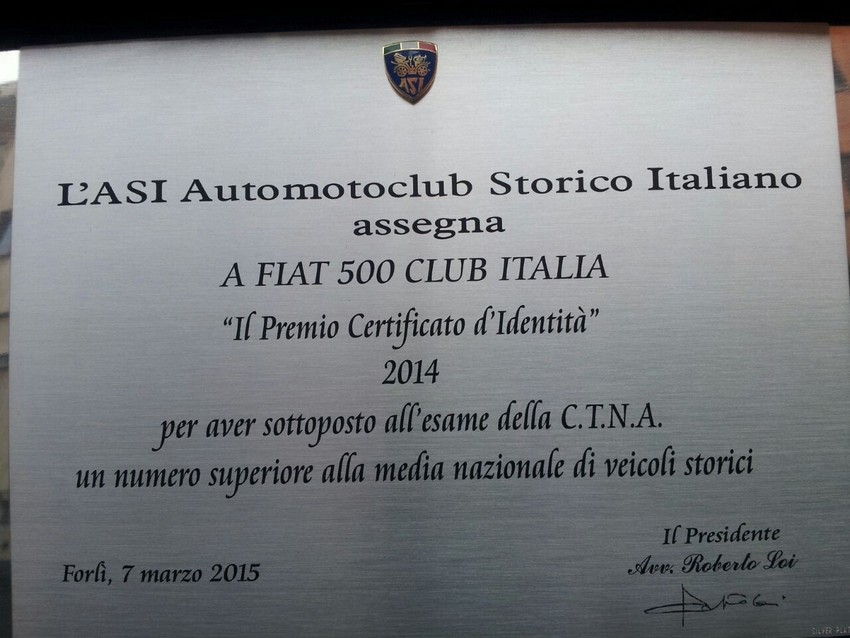 ASI
L'ASI Automotoclub Storico Italiano
assegna
A FIAT 500 CLUB ITALIA
“Il Premio Certificato d'Identità”
2014
per aver sottoposto all'esame della C.T.N.A.
un numero superiore alla media nazionale di veicoli storici
Il Presidente
Avv. Roberto Loi
Forlì, 7 marzo 2015